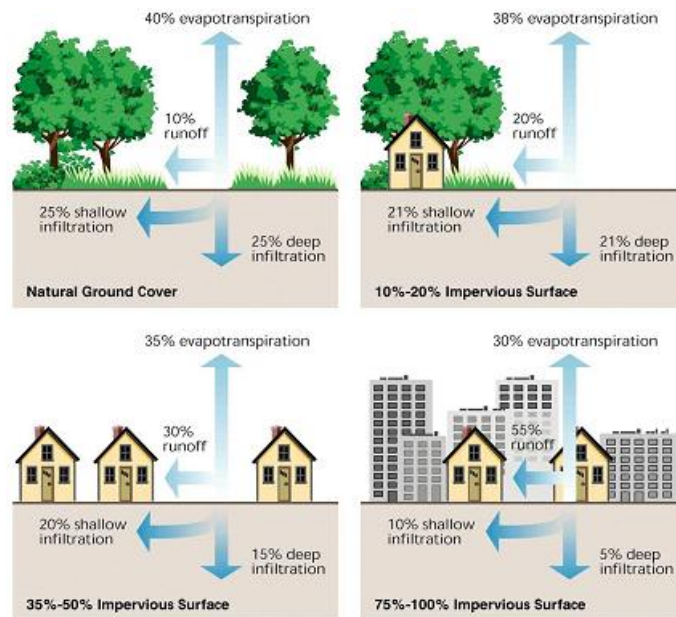 40% evapotranspiration
10%
runoff
25% shallow
infiltration
25% deep
infiltration
Natural Ground Cover
38% evapotranspiration
20%
runoff
21% shallow
infiltration
21% deep
infiltration
10%-20% Impervious Surface
35% evapotranspiration
30%
runoff
20% shallow
infiltration
15% deep
infiltration
35%-50% Impervious Surface
30% evapotranspiration
55%
runoff
10% shallow
infiltration
5% deep
infiltration
75%-100% Impervious Surface